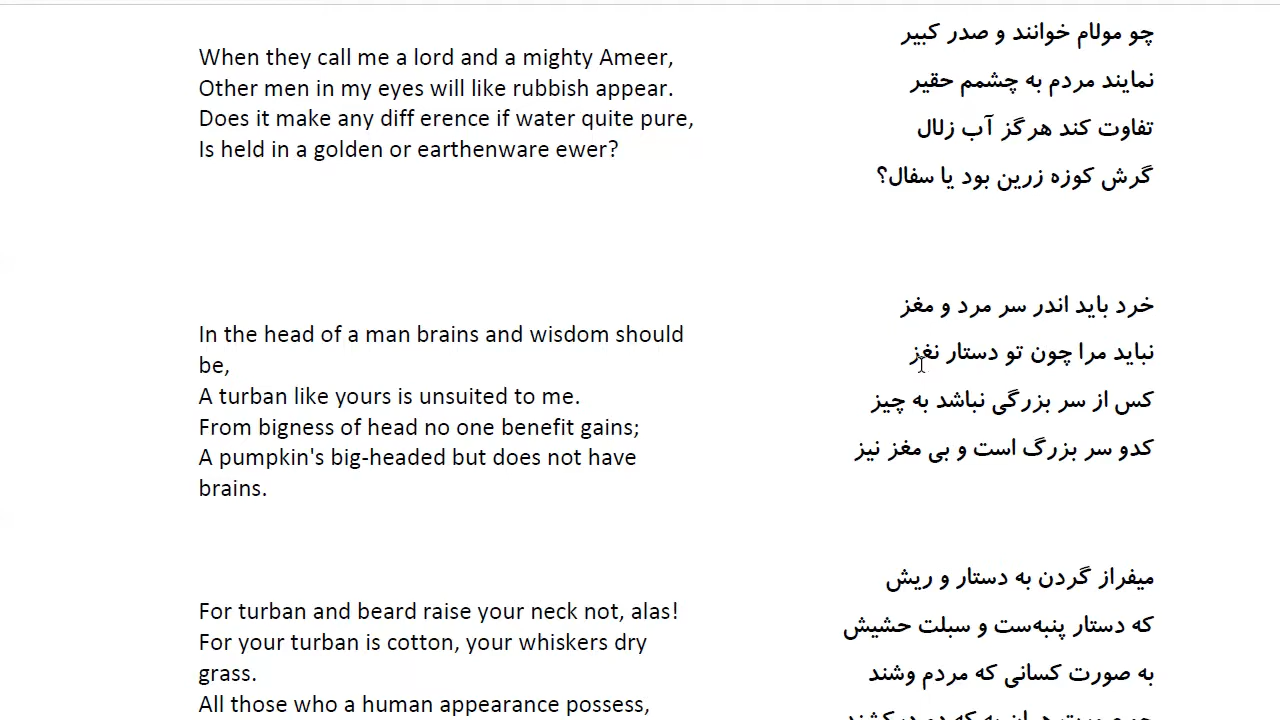 When they call me a lord and a mighty Ameer,
Other men in my eyes will like rubbish appear.
Does it make any diff erence if water quite pure,
Is held in a golden or earthenware ewer?
چو مولام خوانند و صدر کبیر
نمایند مردم به چشمم حقیر
تفاوت کند هرگز آب زلال
گرش کوزه زرین بود یا سفال؟
In the head of a man brains and wisdom should
be,
A turban like yours is unsuited to me.
From bigness of head no one benefit gains;
A pumpkin's big-headed but does not have
brains.
خرد باید اندر سر مرد و مغز
نباید مرا چون تو دستار نغز
کس از سر بزرگی نباشد به چیز
کدو سر بزرگ است و بی مغز نیز
For turban and beard raise your neck not, alas!
For your turban is cotton, your whiskers dry
grass.
All those who a human appearance possess,
میفراز گردن به دستار و ریش
که دستار پنبه‌ست و سبلت حشیش
به صورت کسانی که مردم وشند